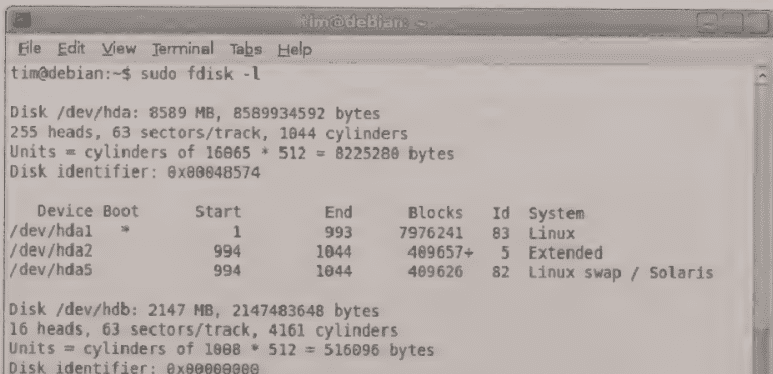 tim@debian: ~
File Edit View Terminal Tabs Help
tim@debian:~$ sudo fdisk -l
Disk /dev/hda: 8589 MB, 8589934592 bytes
255 heads, 63 sectors/track, 1044 cylinders
Units = cylinders of 16065 * 512 = 8225280 bytes
Disk identifier: 0x00048574
Device Boot Start End Blocks Id System
/dev/hda1 * 1 993 7976241 83 Linux
/dev/hda2 994 1044 409657+ 5 Extended
/dev/hda5 994 1044 409626 82 Linux swap / Solaris
Disk /dev/hdb: 2147 MB, 2147483648 bytes
16 heads, 63 sectors/track, 4161 cylinders
Units = cylinders of 1008 * 512 = 516096 bytes
Disk identifier: 0x00000000